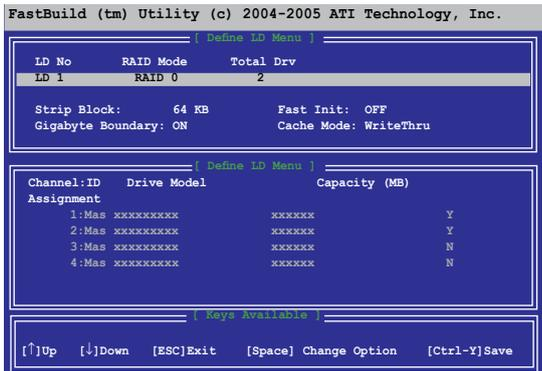 FastBuild (tm) Utility (c) 2004-2005 ATI Technology, Inc.
[ Define LD Menu ]
LD No RAID Mode Total Drv
LD 1 RAID 0 2
Strip Block: 64 KB Fast Init: OFF
Gigabyte Boundary: ON Cache Mode: WriteThru
[ Define LD Menu ]
Channel:ID Drive Model Capacity (MB)
Assignment
1:Mas xxxxxxxxx xxxxxx Y
2:Mas xxxxxxxxx xxxxxx Y
3:Mas xxxxxxxxx xxxxxx N
4:Mas xxxxxxxxx xxxxxx N
[ Keys Available ]
[↑]Up [↓]Down [ESC]Exit [Space] Change Option [Ctrl-Y]Save